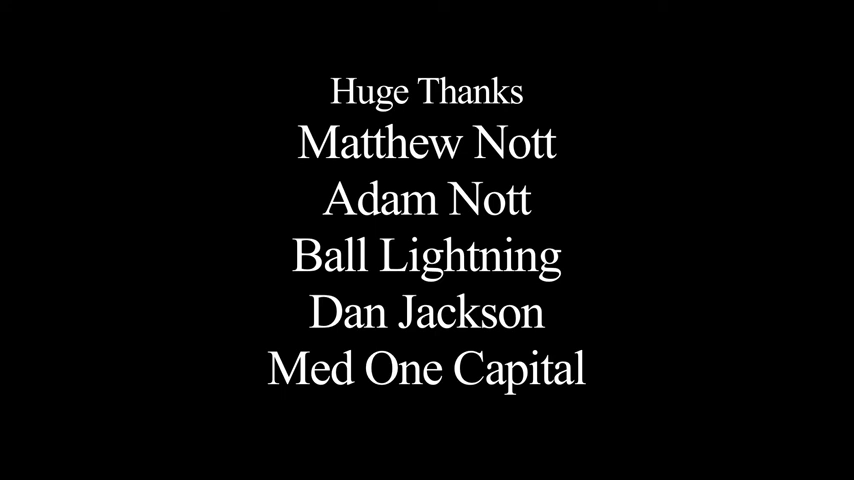 Huge Thanks
Matthew Nott
Adam Nott
Ball Lightning
Dan Jackson
Med One Capital